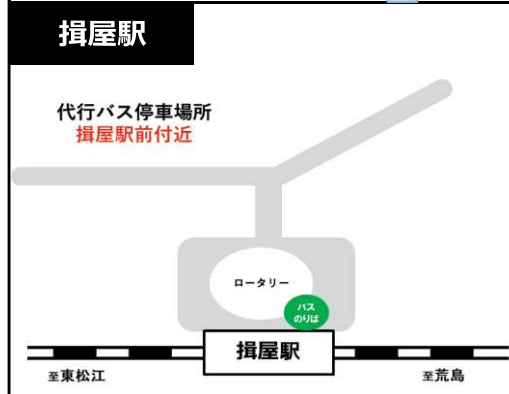 揖屋駅
代行バス停車場所
揖屋駅前付近
ロータリー
バス
のりば
揖屋駅
至東松江
至荒島